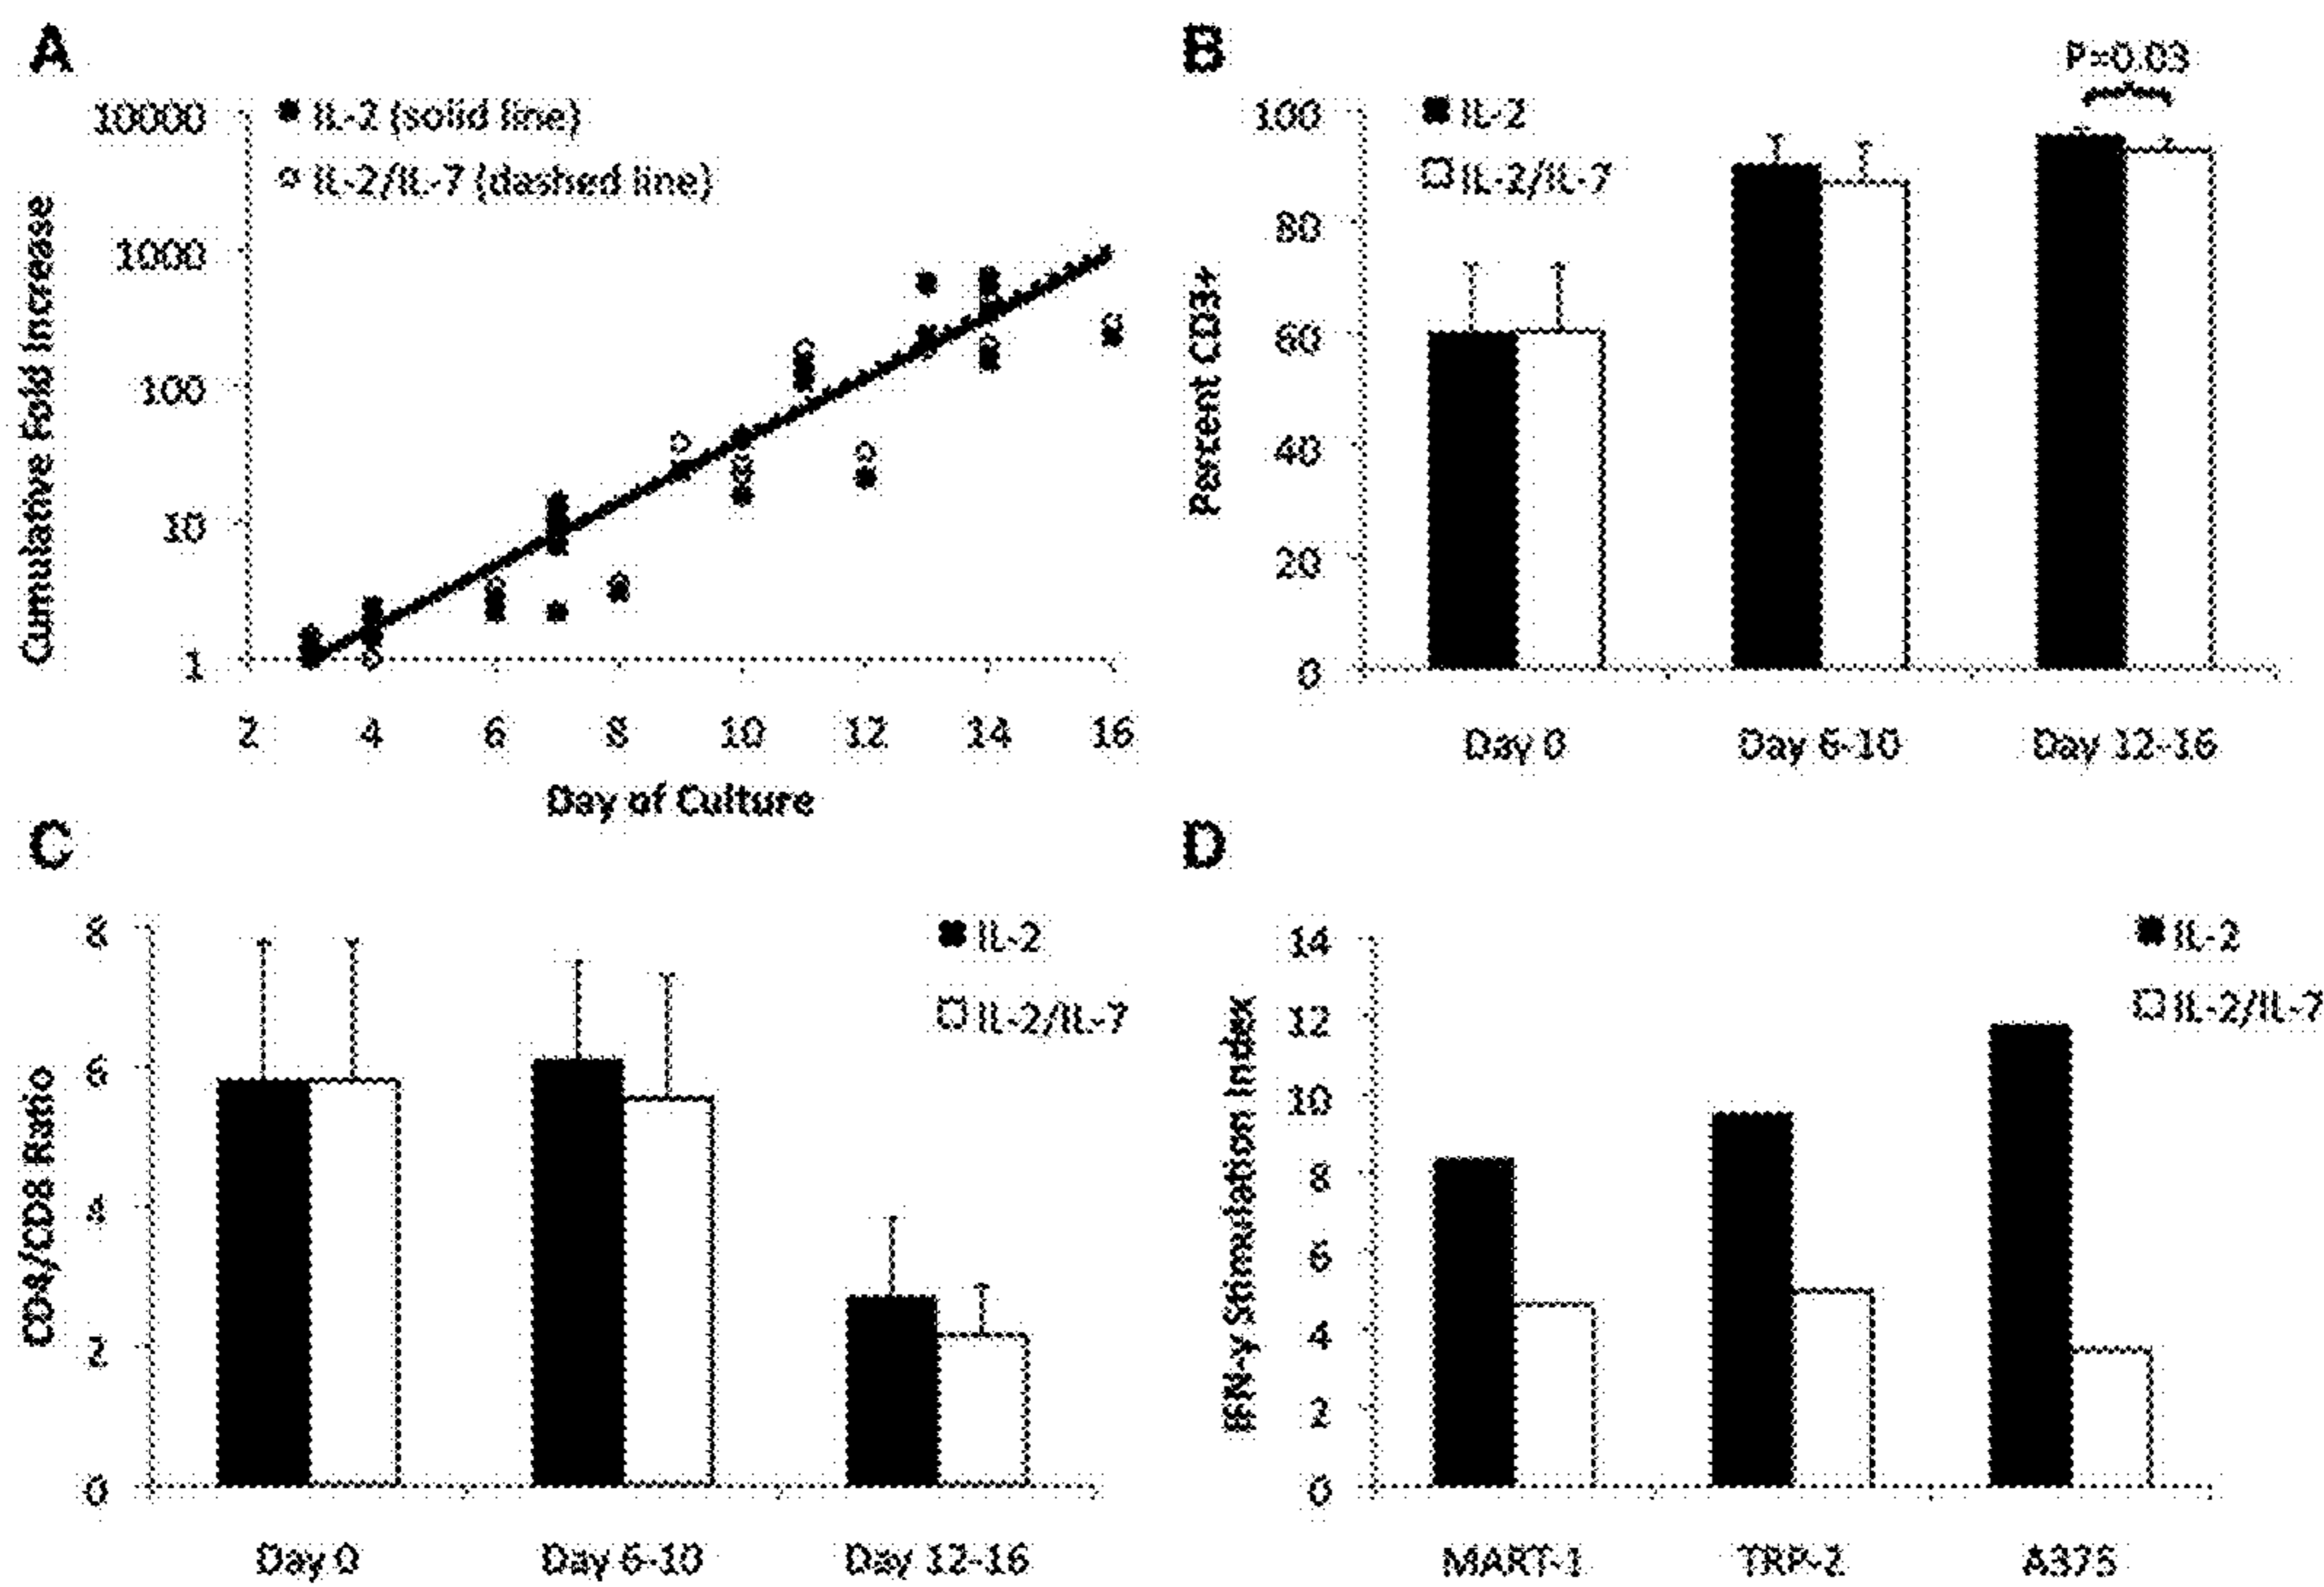 A
10000
1000
100
10
1
Cumulative Fold Increase
IL-2 (solid line)
IL-2/IL-7 (dashed line)
2 4 6 8 10 12 14 16
Day of Culture
B
P=0.03
100
80
60
40
20
0
Percent CD3+
IL-2
IL-2/IL-7
Day 0 Day 6-10 Day 12-16
C
8
6
4
2
0
CD4/CD8 Ratio
IL-2
IL-2/IL-7
Day 0 Day 6-10 Day 12-16
D
14
12
10
8
6
4
2
0
IFN-γ Stimulation Index
IL-2
IL-2/IL-7
MART-1 TRP-2 A375